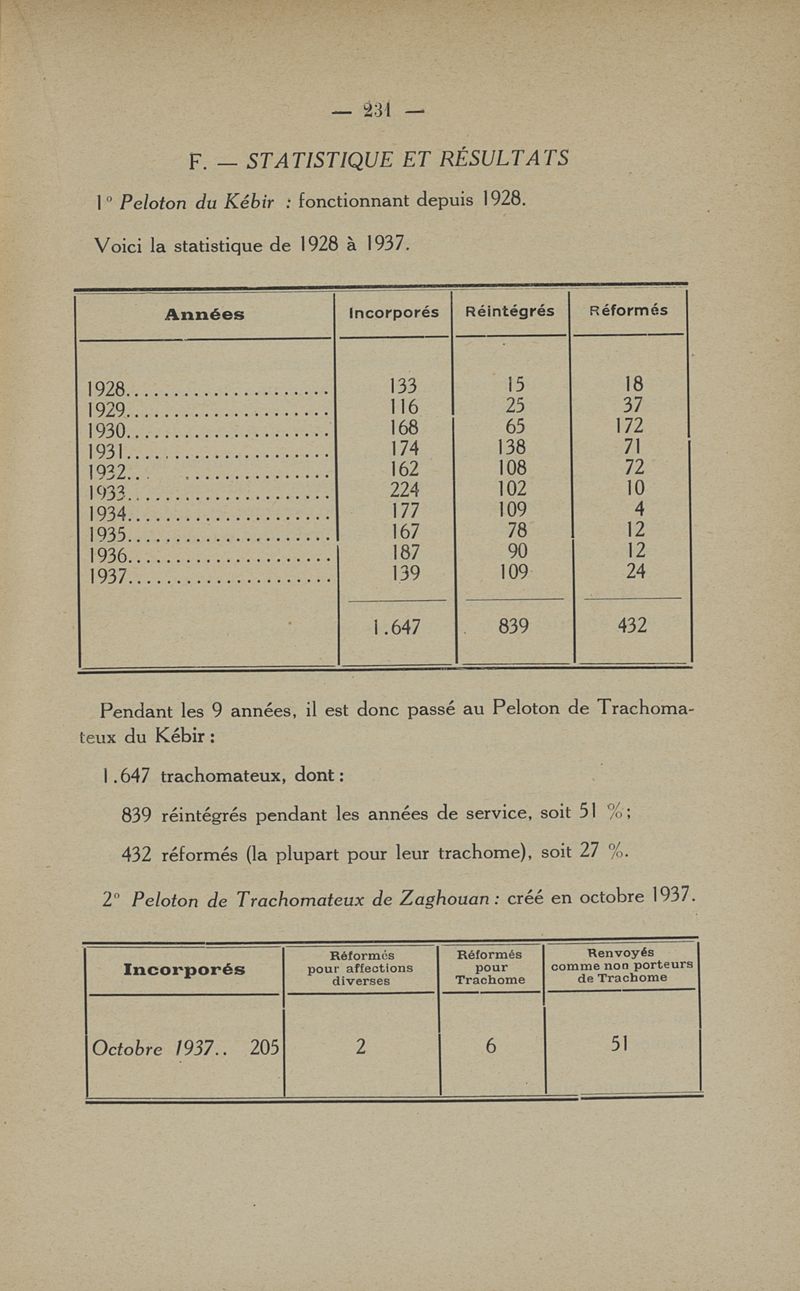 — 231 —
F. — STATISTIQUE ET RÉSULTATS
1° Peloton du Kébir : fonctionnant depuis 1928.
Voici la statistique de 1928 à 1937.
Années Incorporés Réintégrés Réformés
1928...................... 133 15 18
1929...................... 116 25 37
1930...................... 168 65 172
1931...................... 174 138 71
1932...................... 162 108 72
1933...................... 224 102 10
1934...................... 177 109 4
1935...................... 167 78 12
1936...................... 187 90 12
1937...................... 139 109 24
1.647 839 432
Pendant les 9 années, il est donc passé au Peloton de Trachoma-
teux du Kébir :
1.647 trachomateux, dont :
839 réintégrés pendant les années de service, soit 51 %;
432 réformés (la plupart pour leur trachome), soit 27 %.
2° Peloton de Trachomateux de Zaghouan : créé en octobre 1937.
Incorporés
Réformés
pour affections
diverses
Réformés
pour
Trachome
Renvoyés
comme non porteurs
de Trachome
Octobre 1937.. 205 2 6 51